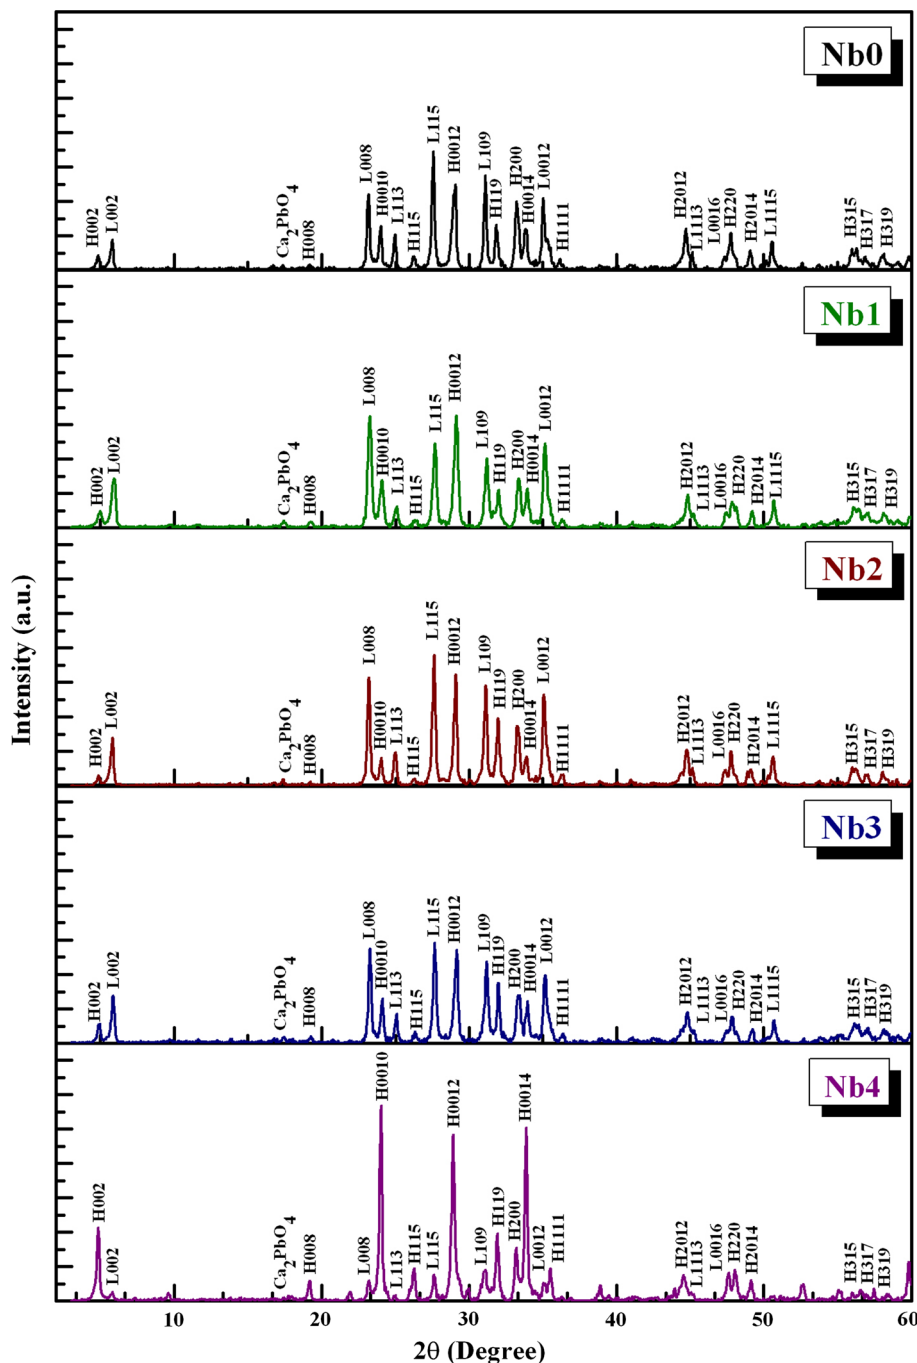 Nb0
H002 L002 Ca2PbO4 H008 L008 H0010 L113 H115 L115 H0012 L109 H119 H200 H0014 L0012 H1111 H2012 L1113 L0016 H220 H2014 L1115 H315 H317 H319
Nb1
H002 L002 Ca2PbO4 H008 L008 H0010 L113 H115 L115 H0012 L109 H119 H200 H0014 L0012 H1111 H2012 L1113 L0016 H220 H2014 L1115 H315 H317 H319
Nb2
H002 L002 Ca2PbO4 H008 L008 H0010 L113 H115 L115 H0012 L109 H119 H200 H0014 L0012 H1111 H2012 L1113 L0016 H220 H2014 L1115 H315 H317 H319
Nb3
H002 L002 Ca2PbO4 H008 L008 H0010 L113 H115 L115 H0012 L109 H119 H200 H0014 L0012 H1111 H2012 L1113 L0016 H220 H2014 L1115 H315 H317 H319
Nb4
H002 L002 Ca2PbO4 H008 L008 H0010 L113 H115 L115 H0012 L109 H119 H200 H0014 L0012 H1111 H2012 L1113 L0016 H220 H2014 H315 H317 H319
Intensity (a.u.)
10 20 30 40 50 60
2θ (Degree)